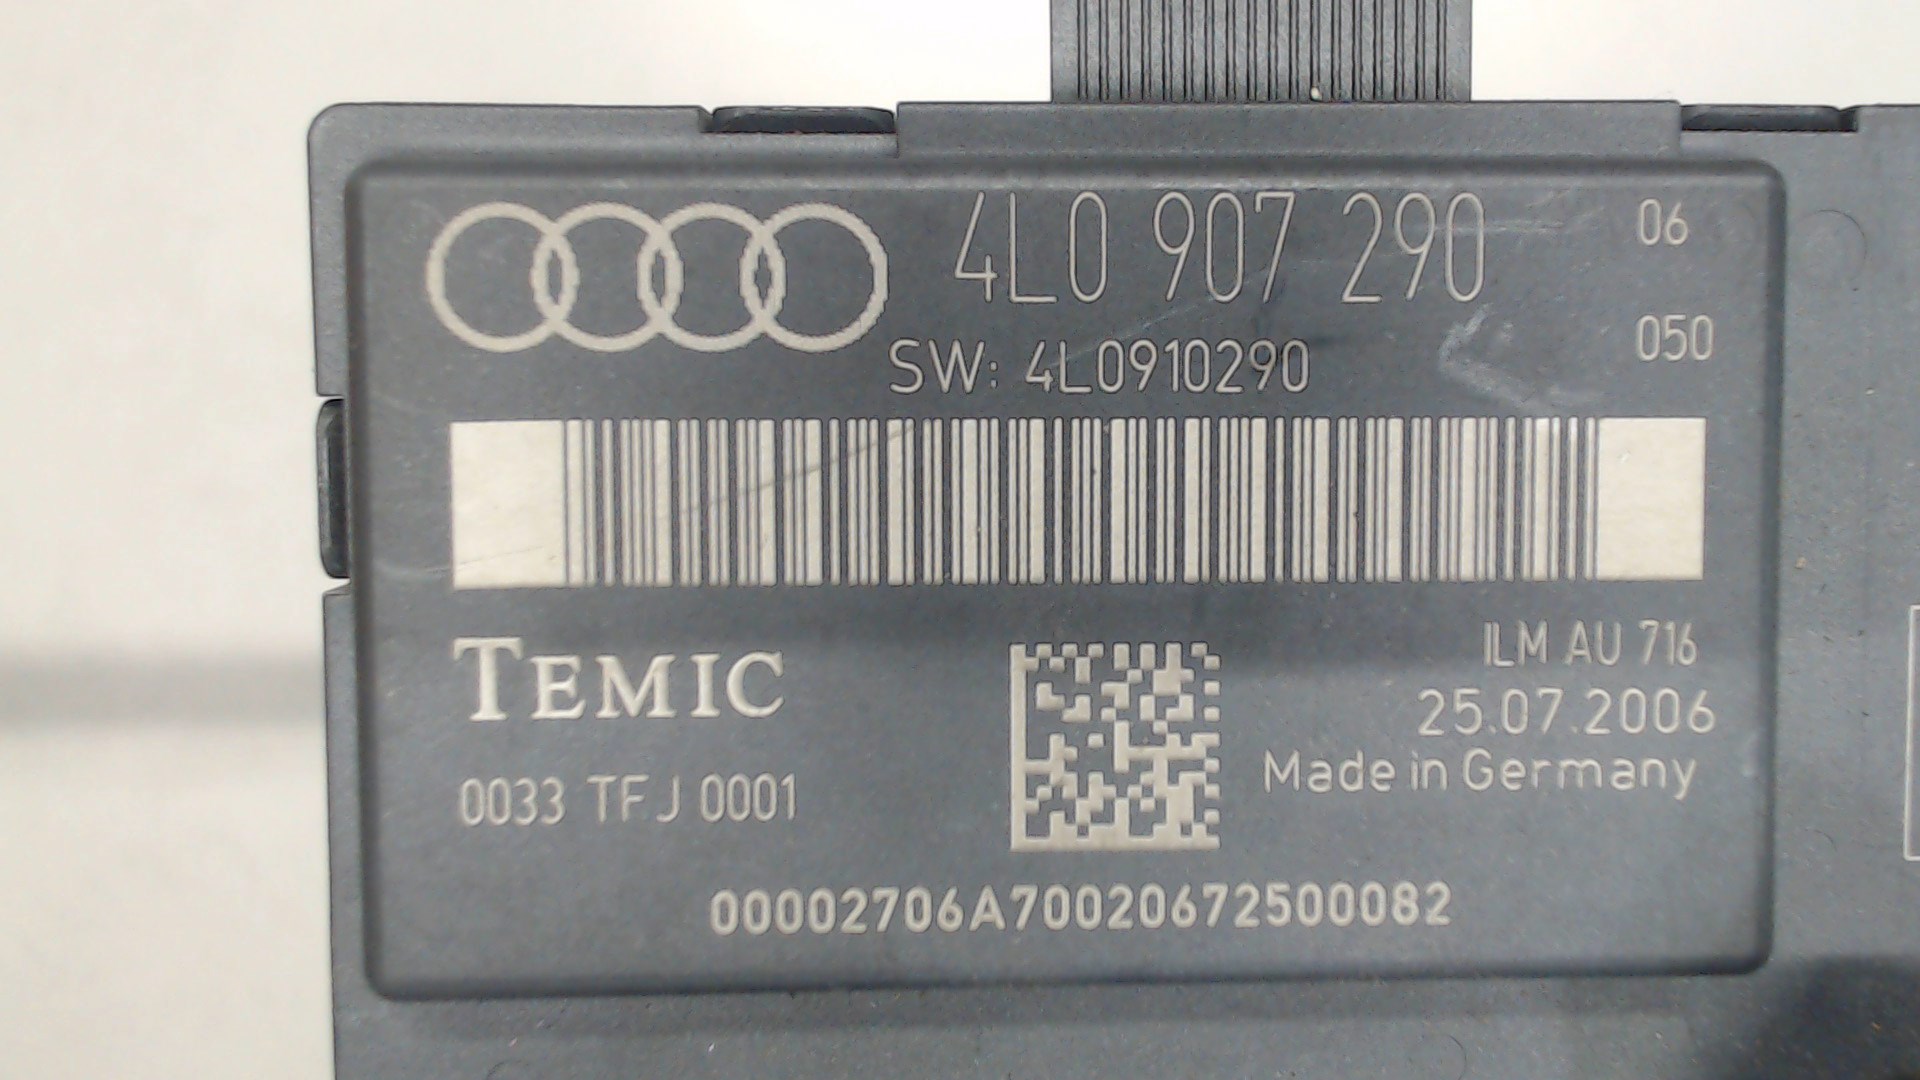 4L0 907 290 06
SW: 4L0910290 050
TEMIC
0033 TFJ 0001
ILM AU 716
25.07.2006
Made in Germany
00002706A70020672500082